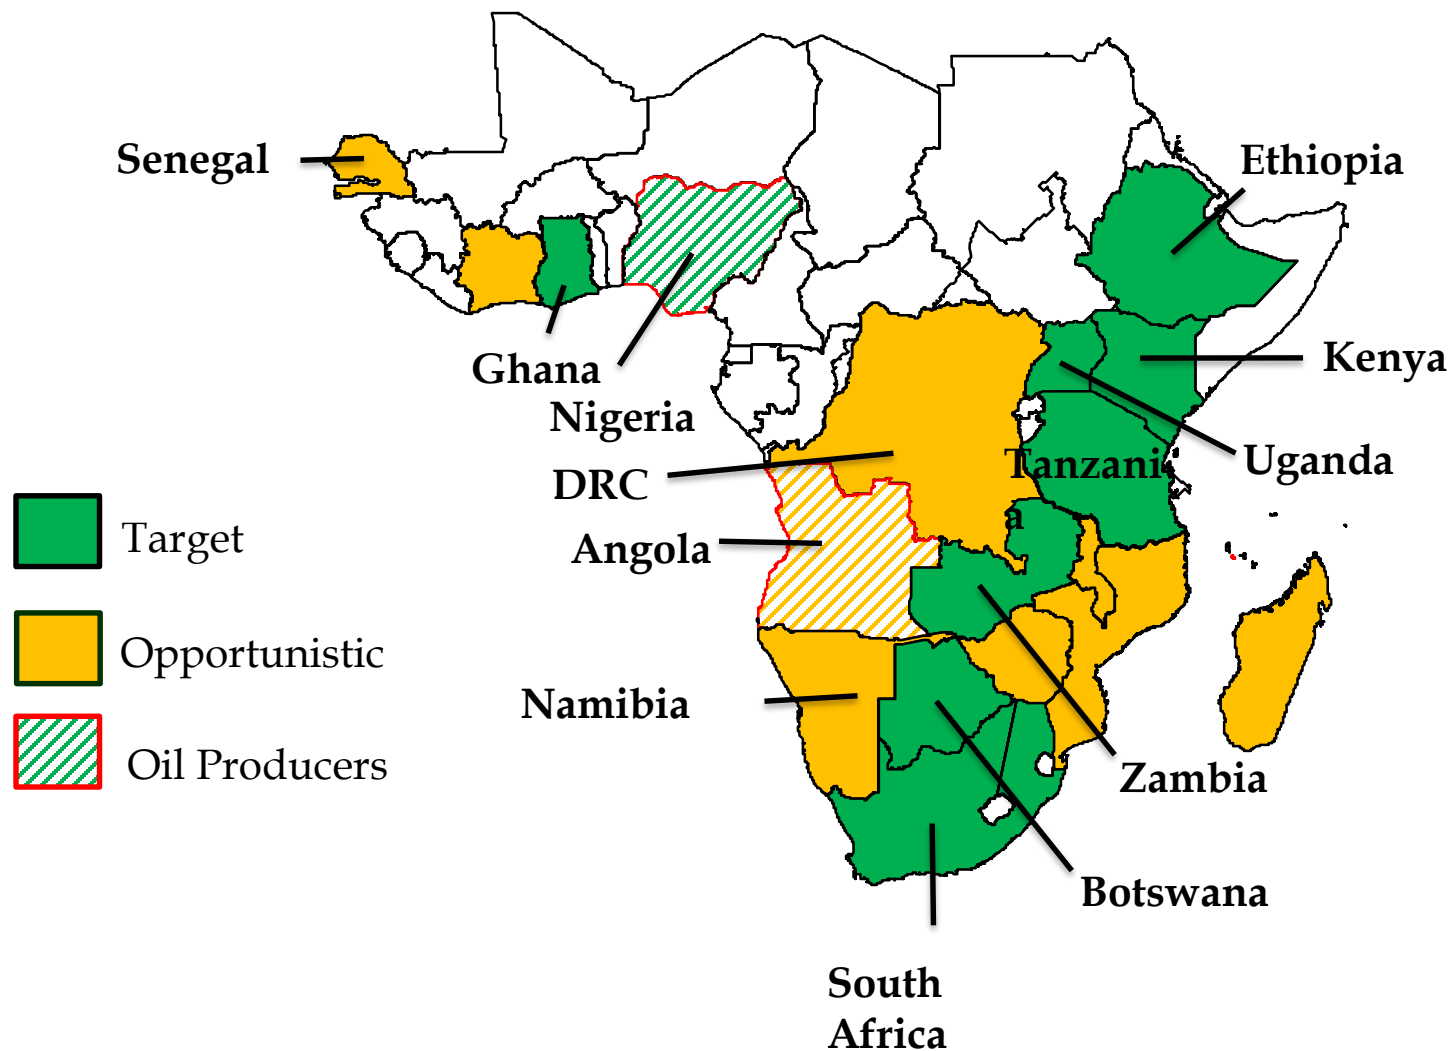 Senegal
Ethiopia
Ghana
Kenya
Nigeria
Uganda
DRC
Tanzani
a
Angola
Target
Opportunistic
Namibia
Oil Producers
Zambia
Botswana
South
Africa